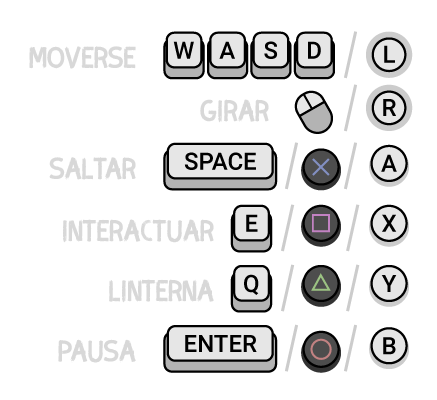 MOVERSE W A S D / L
GIRAR / R
SALTAR SPACE / / A
INTERACTUAR E / / X
LINTERNA Q / / Y
PAUSA ENTER / / B